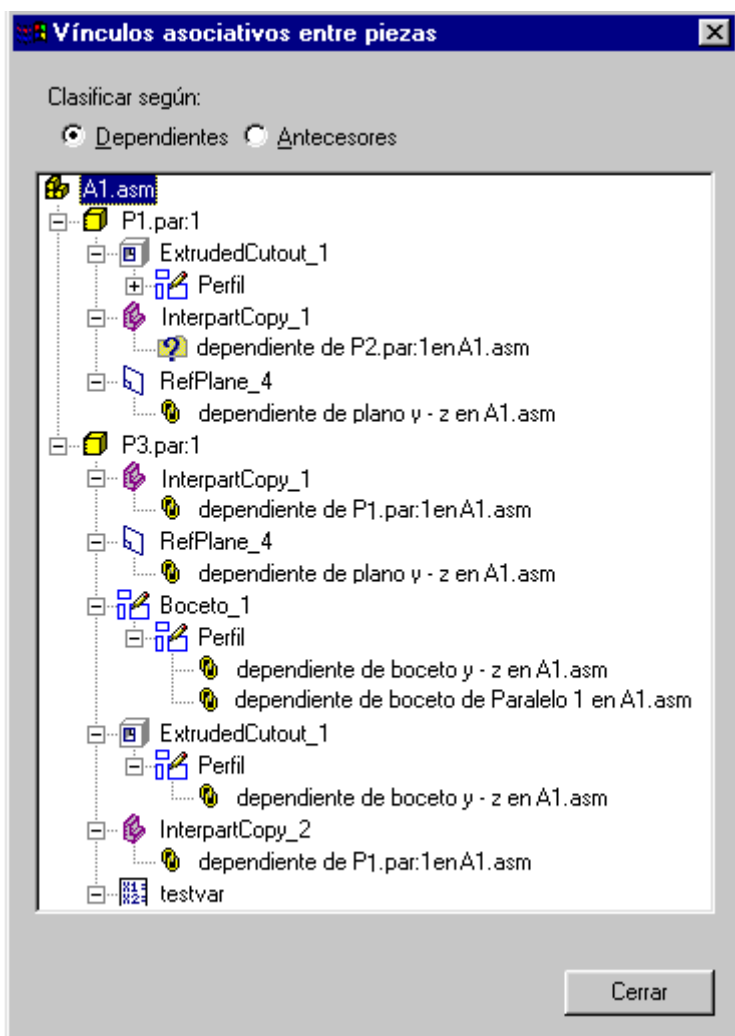 Vínculos asociativos entre piezas
Clasificar según:
Dependientes Antecesores
A1.asm
P1.par:1
ExtrudedCutout_1
Perfil
InterpartCopy_1
dependiente de P2.par:1enA1.asm
RefPlane_4
dependiente de plano y - z en A1.asm
P3.par:1
InterpartCopy_1
dependiente de P1.par:1enA1.asm
RefPlane_4
dependiente de plano y - z en A1.asm
Boceto_1
Perfil
dependiente de boceto y - z en A1.asm
dependiente de boceto de Paralelo 1 en A1.asm
ExtrudedCutout_1
Perfil
dependiente de boceto y - z en A1.asm
InterpartCopy_2
dependiente de P1.par:1enA1.asm
testvar
Cerrar